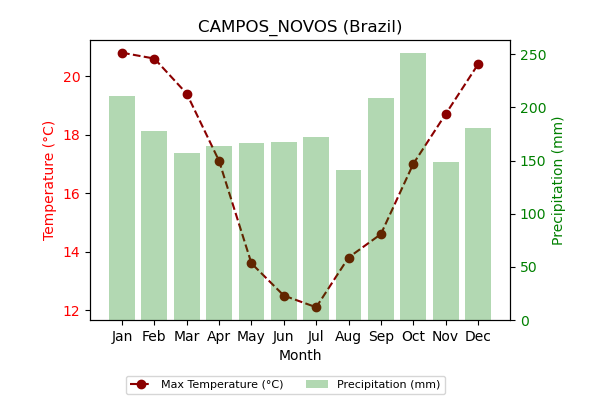 CAMPOS_NOVOS (Brazil)
20
18
16
14
12
Temperature (°C)
250
200
150
100
50
0
Precipitation (mm)
Jan Feb Mar Apr May Jun Jul Aug Sep Oct Nov Dec
Month
Max Temperature (°C) Precipitation (mm)